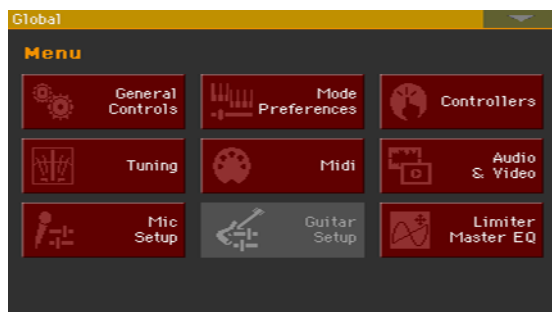 Global
Menu
General
Controls
Mode
Preferences
Controllers
Tuning
Midi
Audio
& Video
Mic
Setup
Guitar
Setup
Limiter
Master EQ